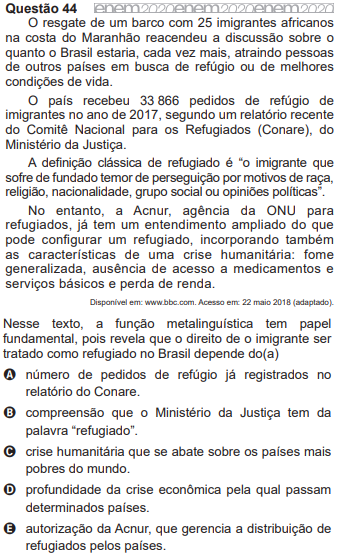 Questão 44 enem2020enem2020enem2020
O resgate de um barco com 25 imigrantes africanos
na costa do Maranhão reacendeu a discussão sobre o
quanto o Brasil estaria, cada vez mais, atraindo pessoas
de outros países em busca de refúgio ou de melhores
condições de vida.
O país recebeu 33 866 pedidos de refúgio de
imigrantes no ano de 2017, segundo um relatório recente
do Comitê Nacional para os Refugiados (Conare), do
Ministério da Justiça.
A definição clássica de refugiado é “o imigrante que
sofre de fundado temor de perseguição por motivos de raça,
religião, nacionalidade, grupo social ou opiniões políticas”.
No entanto, a Acnur, agência da ONU para
refugiados, já tem um entendimento ampliado do que
pode configurar um refugiado, incorporando também
as características de uma crise humanitária: fome
generalizada, ausência de acesso a medicamentos e
serviços básicos e perda de renda.
Disponível em: www.bbc.com. Acesso em: 22 maio 2018 (adaptado).
Nesse texto, a função metalinguística tem papel
fundamental, pois revela que o direito de o imigrante ser
tratado como refugiado no Brasil depende do(a)
A número de pedidos de refúgio já registrados no
relatório do Conare.
B compreensão que o Ministério da Justiça tem da
palavra “refugiado”.
C crise humanitária que se abate sobre os países mais
pobres do mundo.
D profundidade da crise econômica pela qual passam
determinados países.
E autorização da Acnur, que gerencia a distribuição de
refugiados pelos países.